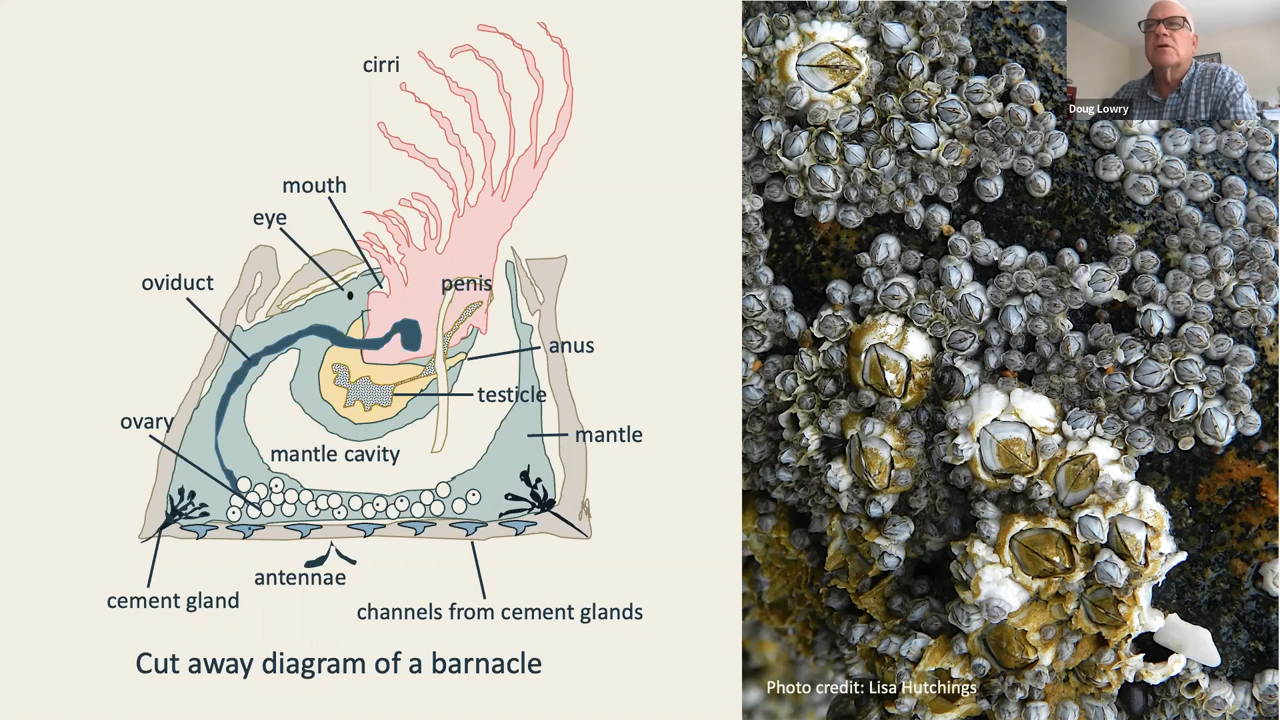 cirri
mouth
eye
oviduct
penis
anus
testicle
ovary
mantle
mantle cavity
antennae
cement gland
channels from cement glands
Cut away diagram of a barnacle
Doug Lowry
Photo credit: Lisa Hutchings